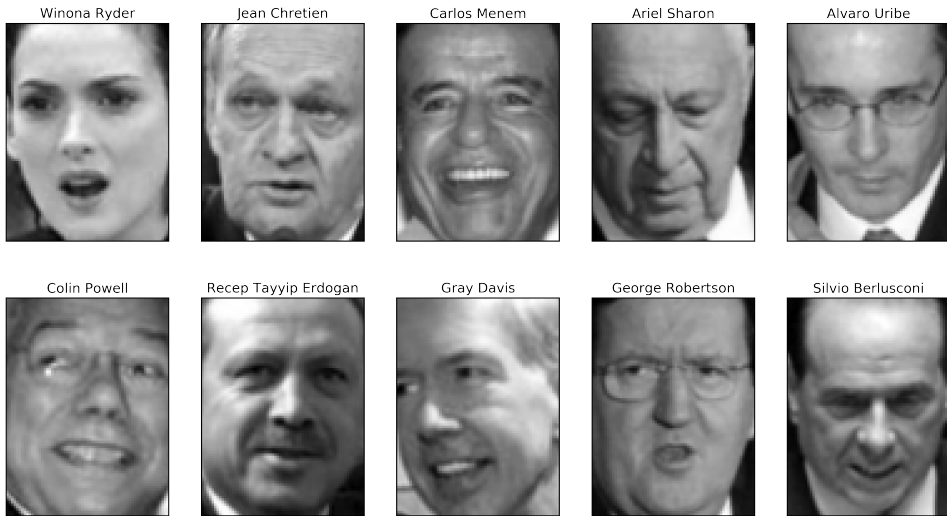 Winona Ryder
Jean Chretien
Carlos Menem
Ariel Sharon
Alvaro Uribe
Colin Powell
Recep Tayyip Erdogan
Gray Davis
George Robertson
Silvio Berlusconi